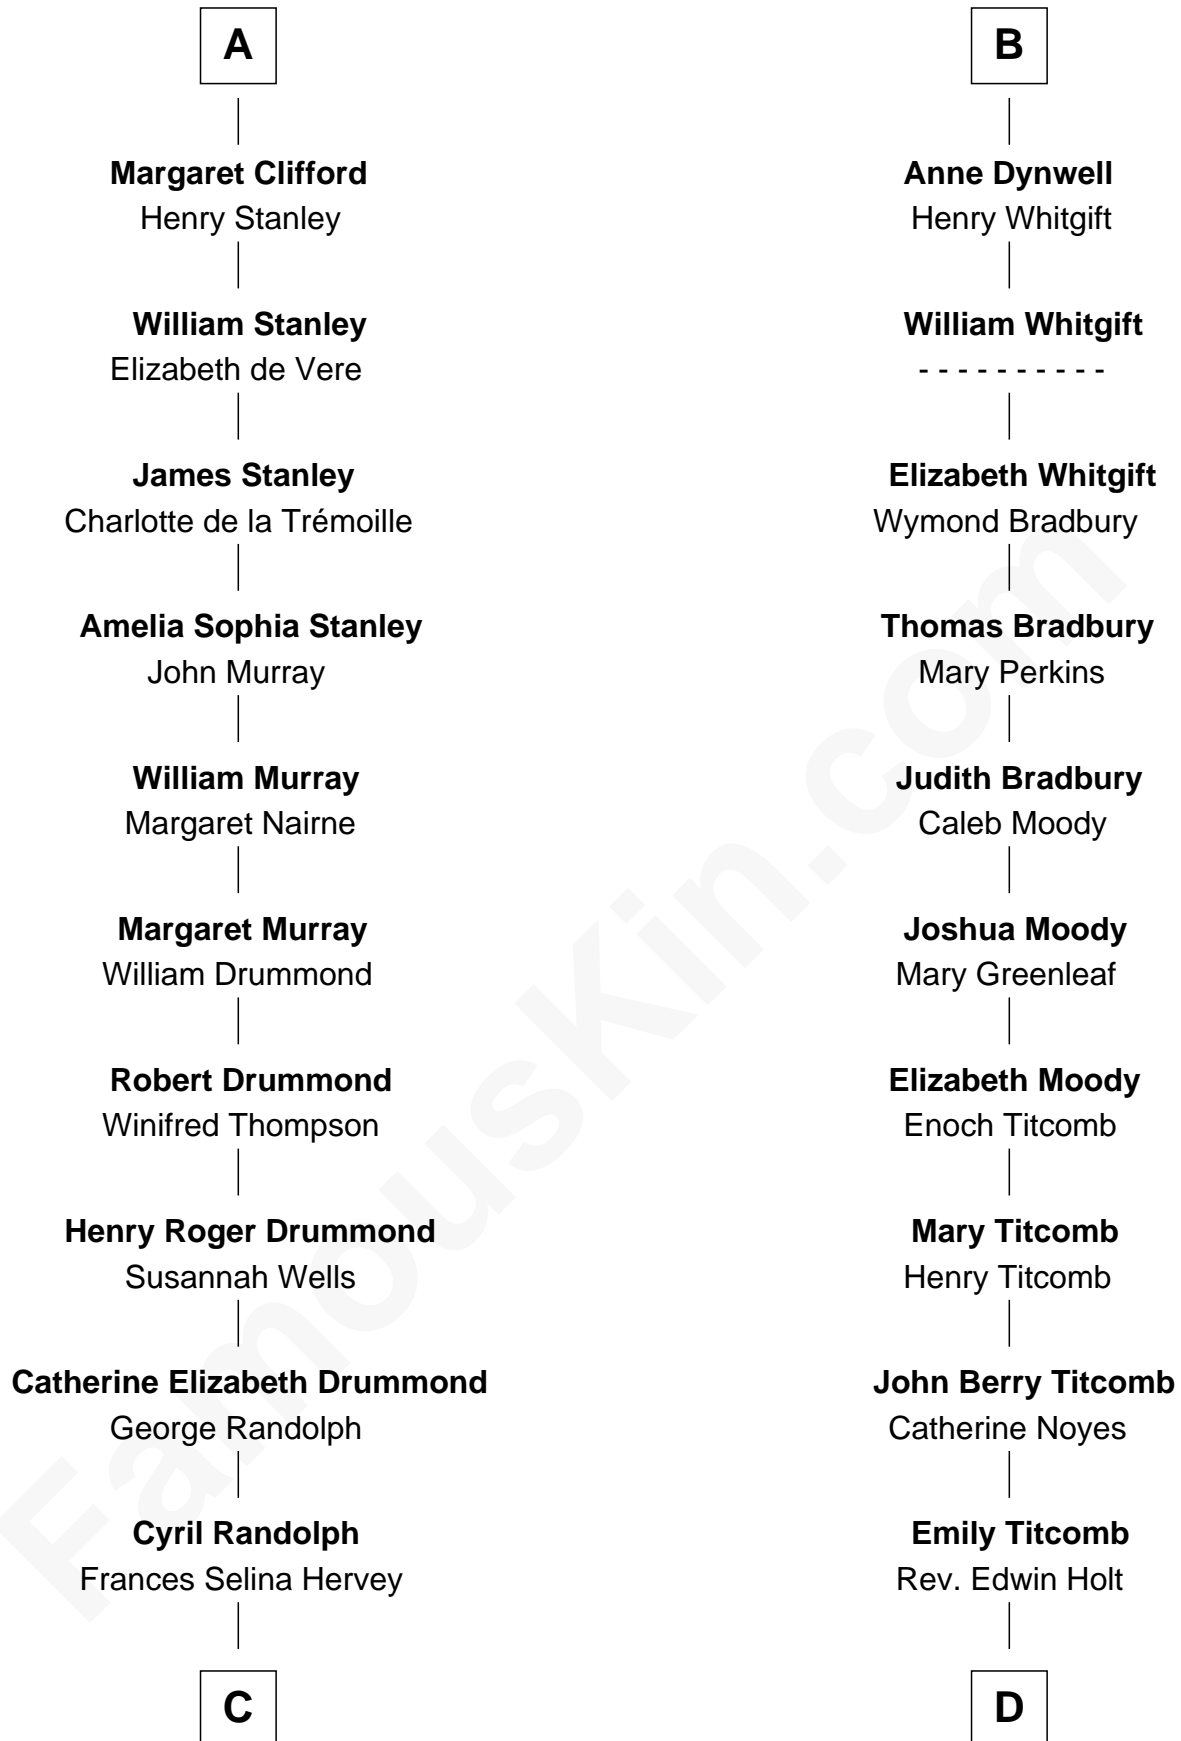 A
Margaret Clifford
Henry Stanley
William Stanley
Elizabeth de Vere
James Stanley
Charlotte de la Trémoille
Amelia Sophia Stanley
John Murray
William Murray
Margaret Nairne
Margaret Murray
William Drummond
Robert Drummond
Winifred Thompson
Henry Roger Drummond
Susannah Wells
Catherine Elizabeth Drummond
George Randolph
Cyril Randolph
Frances Selina Hervey
C
B
Anne Dynwell
Henry Whitgift
William Whitgift
- - - - - - - - - -
Elizabeth Whitgift
Wymond Bradbury
Thomas Bradbury
Mary Perkins
Judith Bradbury
Caleb Moody
Joshua Moody
Mary Greenleaf
Elizabeth Moody
Enoch Titcomb
Mary Titcomb
Henry Titcomb
John Berry Titcomb
Catherine Noyes
Emily Titcomb
Rev. Edwin Holt
D
FamousKin.com